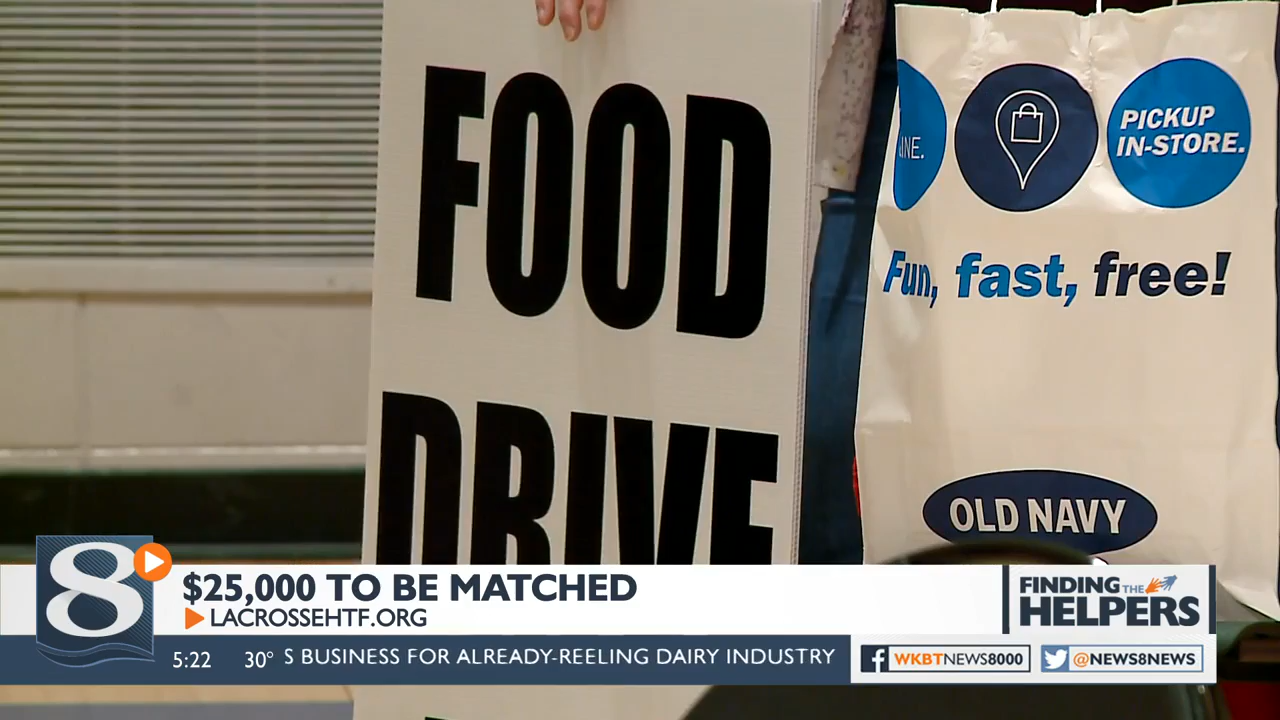 FOOD
DRIVE
PICKUP
IN-STORE.
Fun, fast, free!
OLD NAVY
8
$25,000 TO BE MATCHED
LACROSSEHTF.ORG
FINDING THE
HELPERS
5:22 30° S BUSINESS FOR ALREADY-REELING DAIRY INDUSTRY
WKBTNEWS8000
@NEWS8NEWS